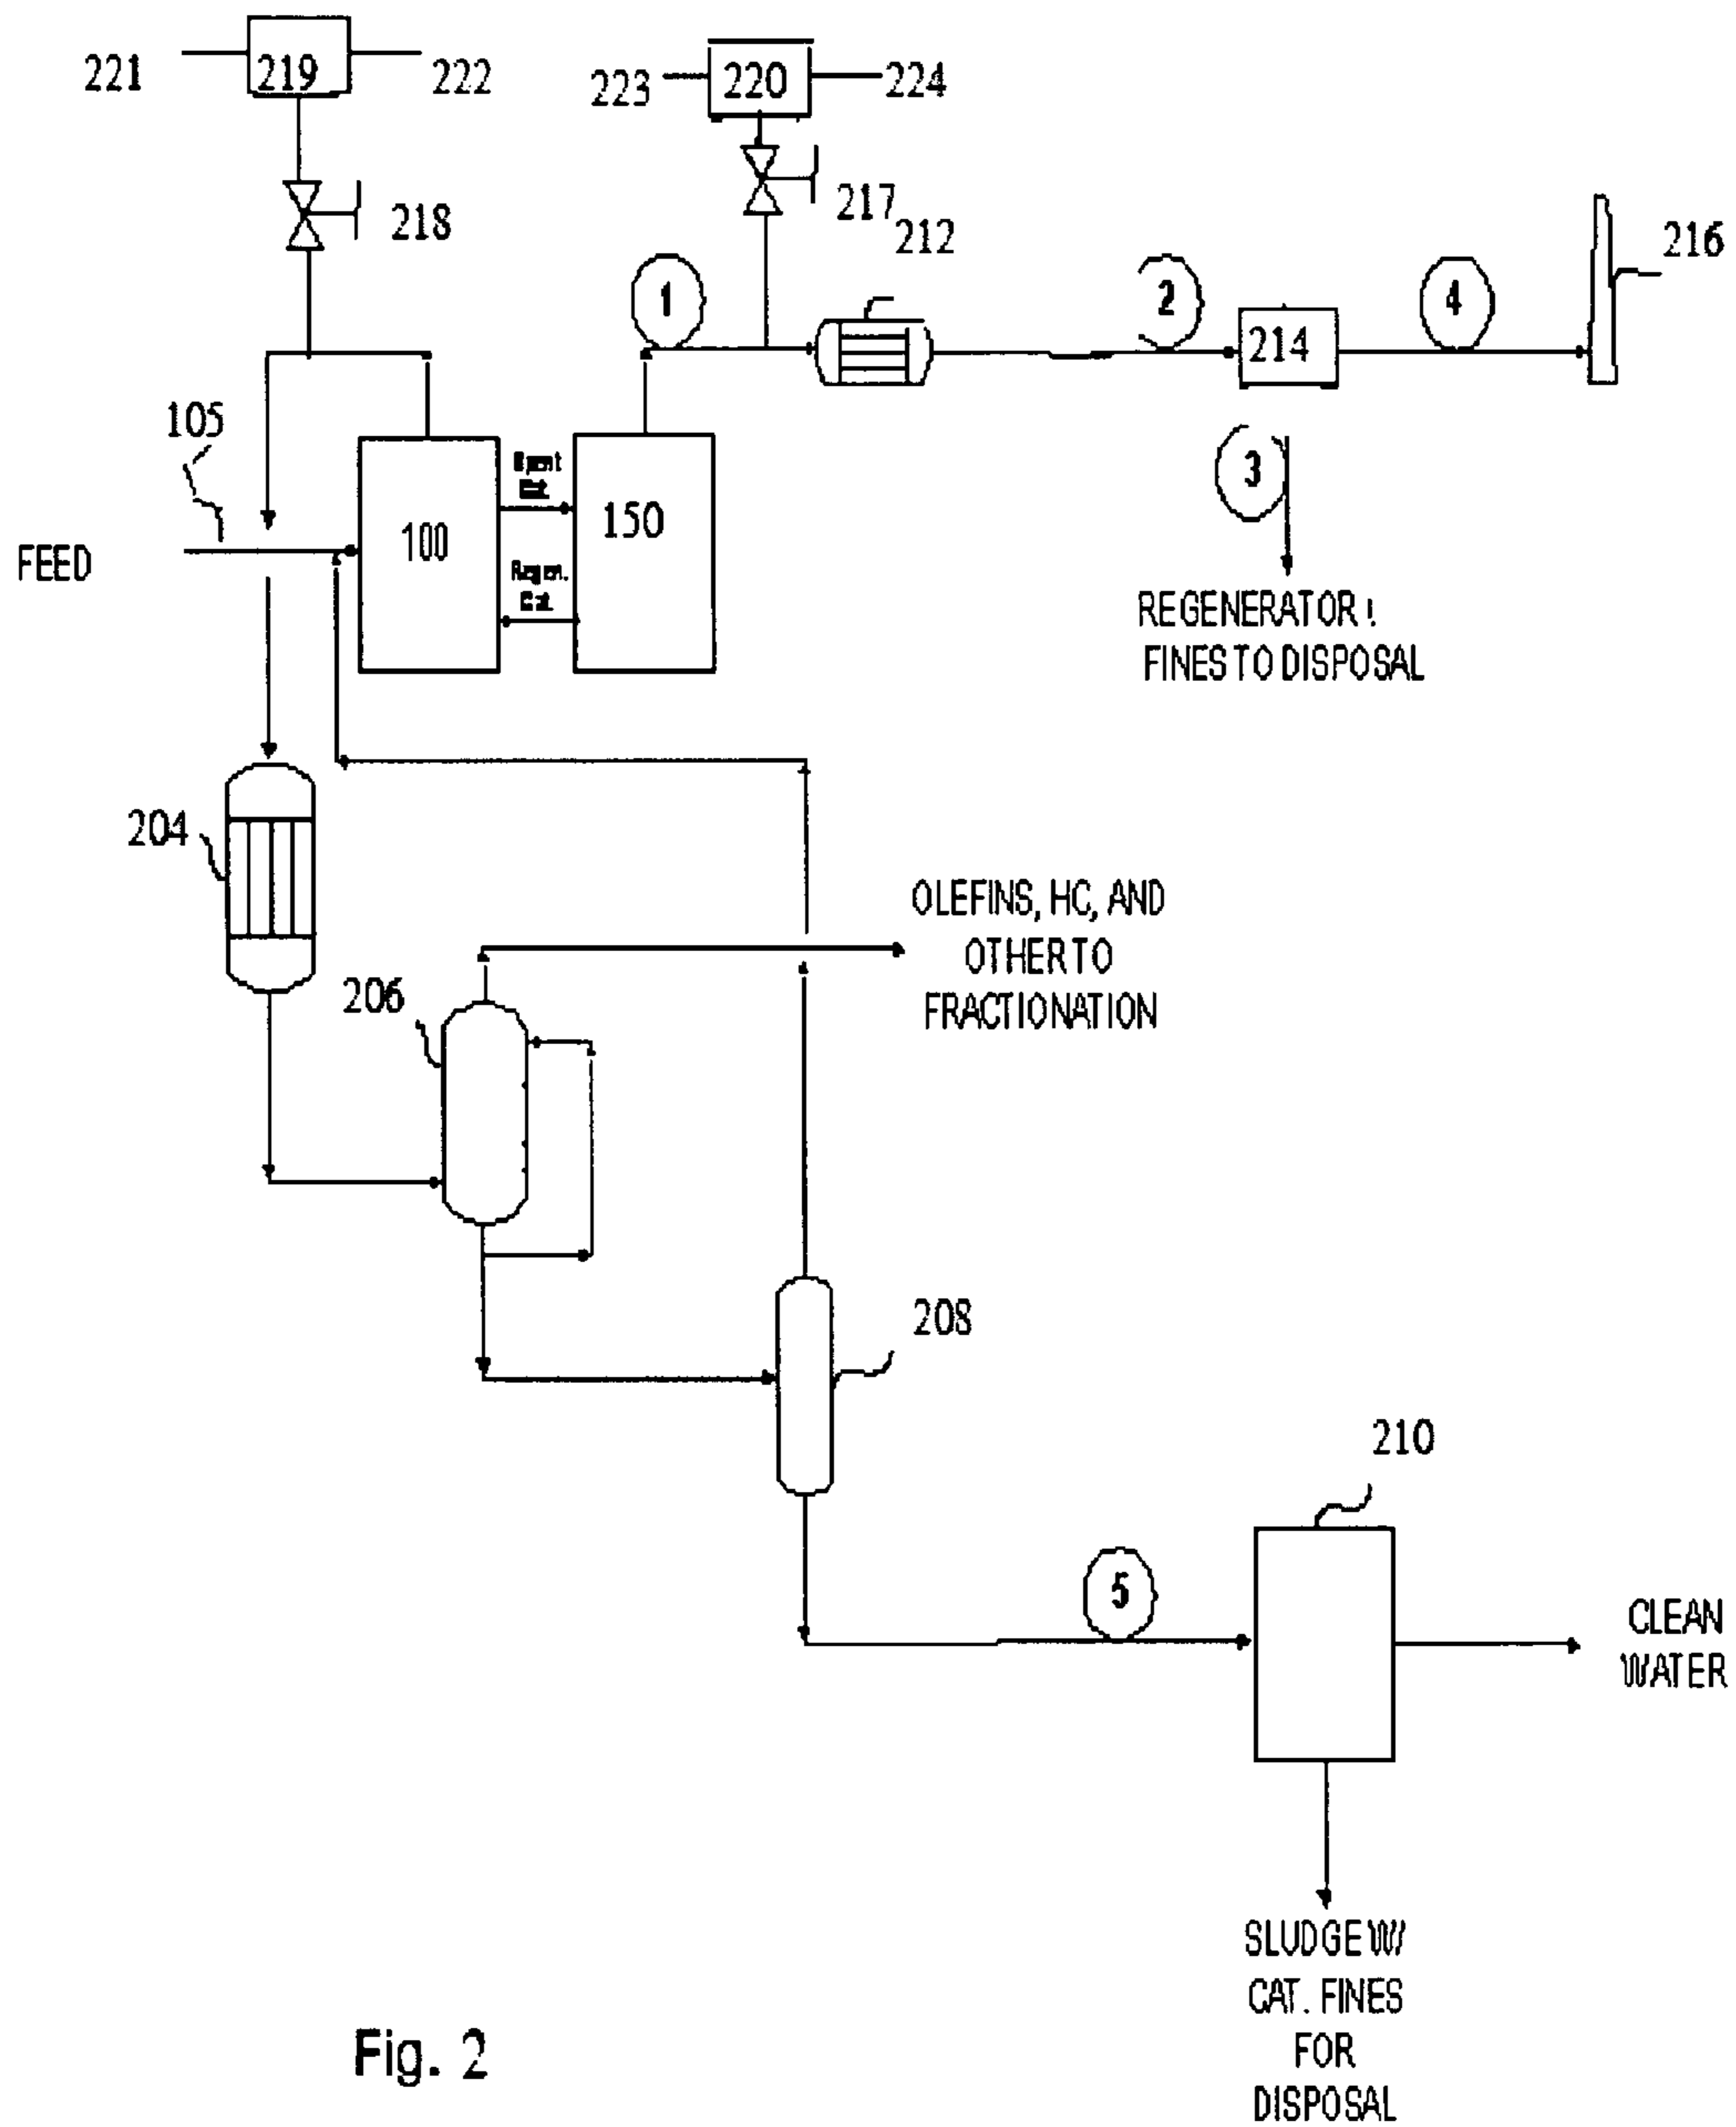 221
219
222
223
220
224
218
217
212
216
1
2
214
4
105
3
FEED
100
150
Spent
Cat.
Regen.
Cat.
REGENERATOR
FINES TO DISPOSAL
204
OLEFINS, HC, AND
OTHER TO
FRACTIONATION
206
208
210
5
CLEAN
WATER
SLUDGE W/
CAT. FINES
FOR
DISPOSAL
Fig. 2